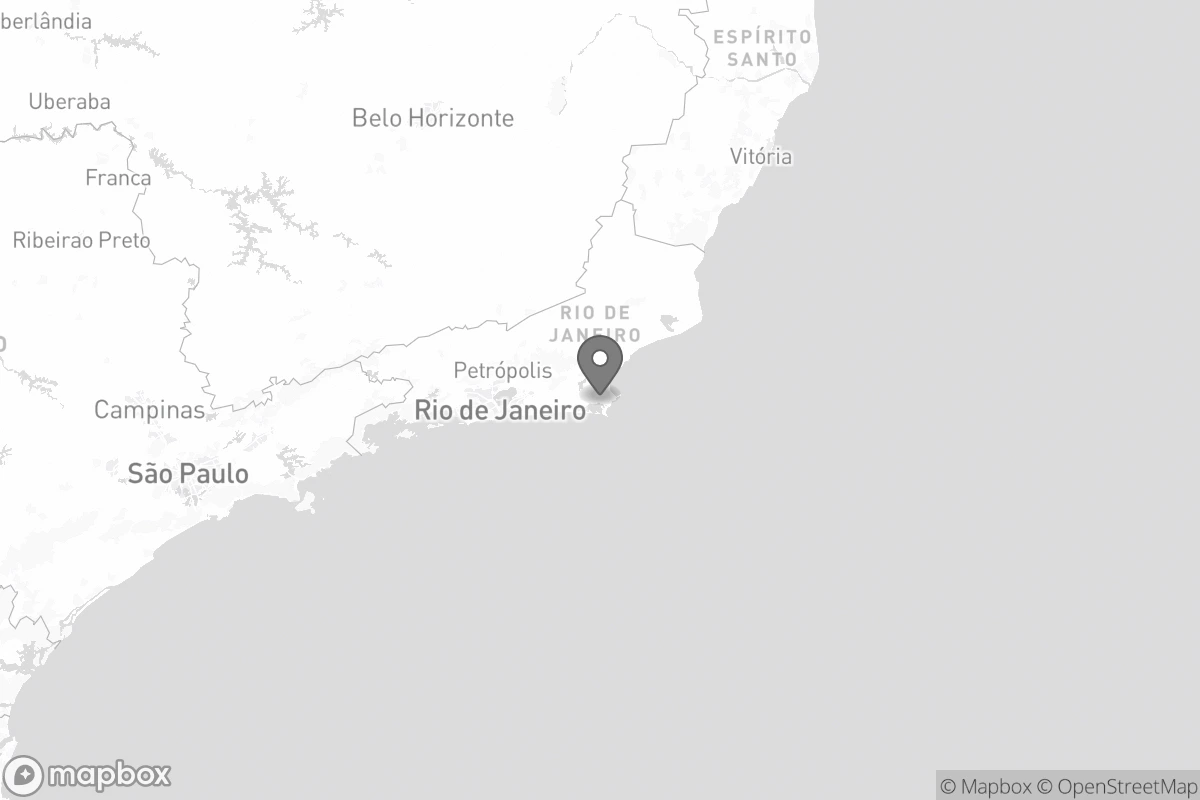 berlândia
ESPÍRITO
SANTO
Uberaba
Belo Horizonte
Vitória
Franca
Ribeirao Preto
RIO DE
JANEIRO
O
Petrópolis
Campinas
Rio de Janeiro
São Paulo
mapbox
© Mapbox © OpenStreetMap